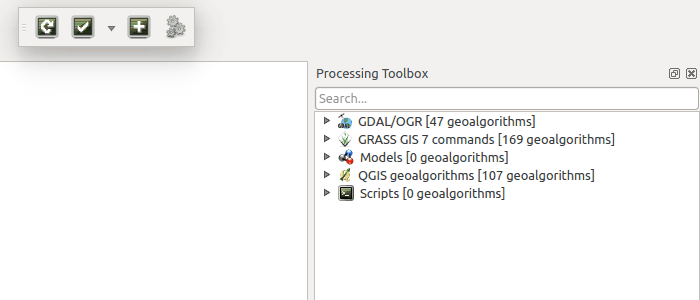 Processing Toolbox
Search...
GDAL/OGR [47 geoalgorithms]
GRASS GIS 7 commands [169 geoalgorithms]
Models [0 geoalgorithms]
QGIS geoalgorithms [107 geoalgorithms]
Scripts [0 geoalgorithms]